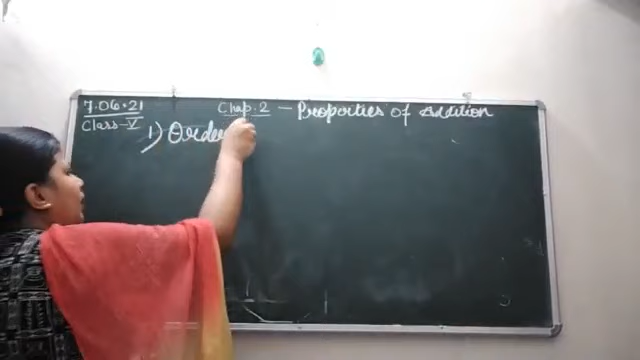 7.06.21 Chap. 2 — Properties of Addition
Class-V
1) Order